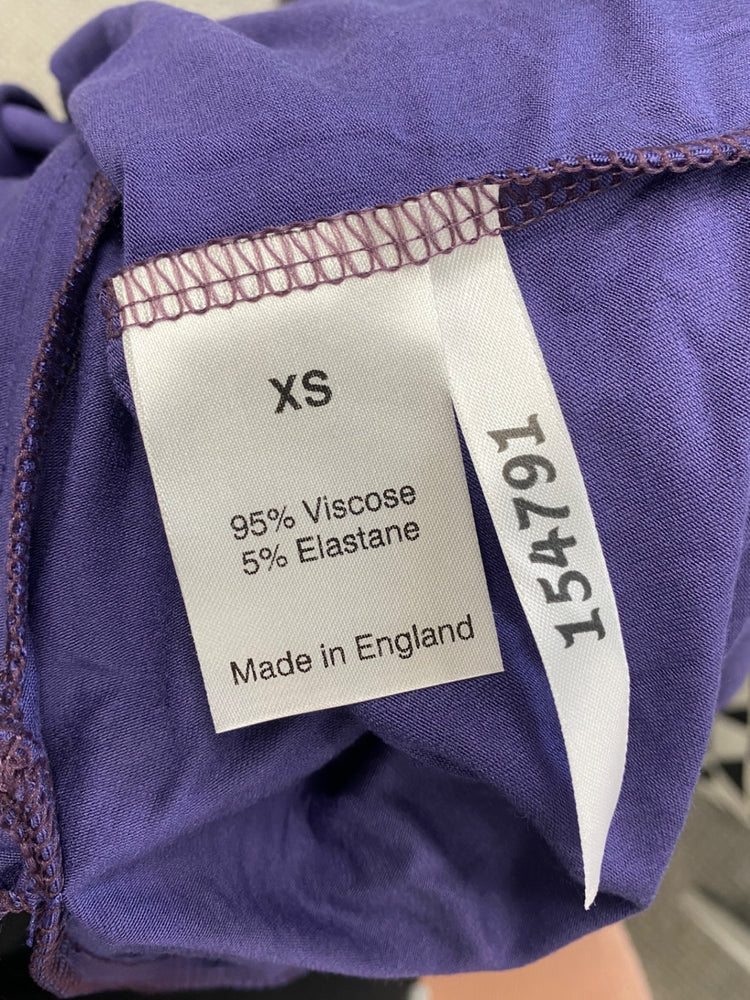 XS
95% Viscose
5% Elastane
Made in England
154791